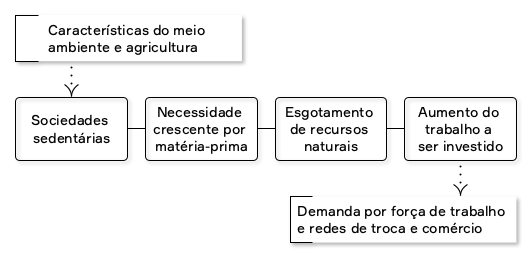 Características do meio
ambiente e agricultura
Sociedades
sedentárias
Necessidade
crescente por
matéria-prima
Esgotamento
de recursos
naturais
Aumento do
trabalho a
ser investido
Demanda por força de trabalho
e redes de troca e comércio